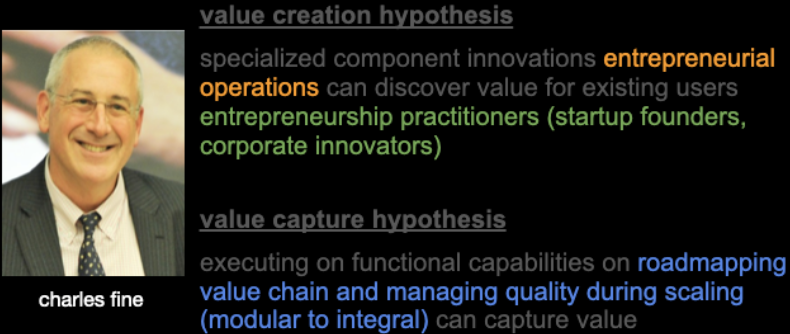 value creation hypothesis
specialized component innovations entrepreneurial
operations can discover value for existing users
entrepreneurship practitioners (startup founders,
corporate innovators)
value capture hypothesis
executing on functional capabilities on roadmapping
value chain and managing quality during scaling
(modular to integral) can capture value
charles fine